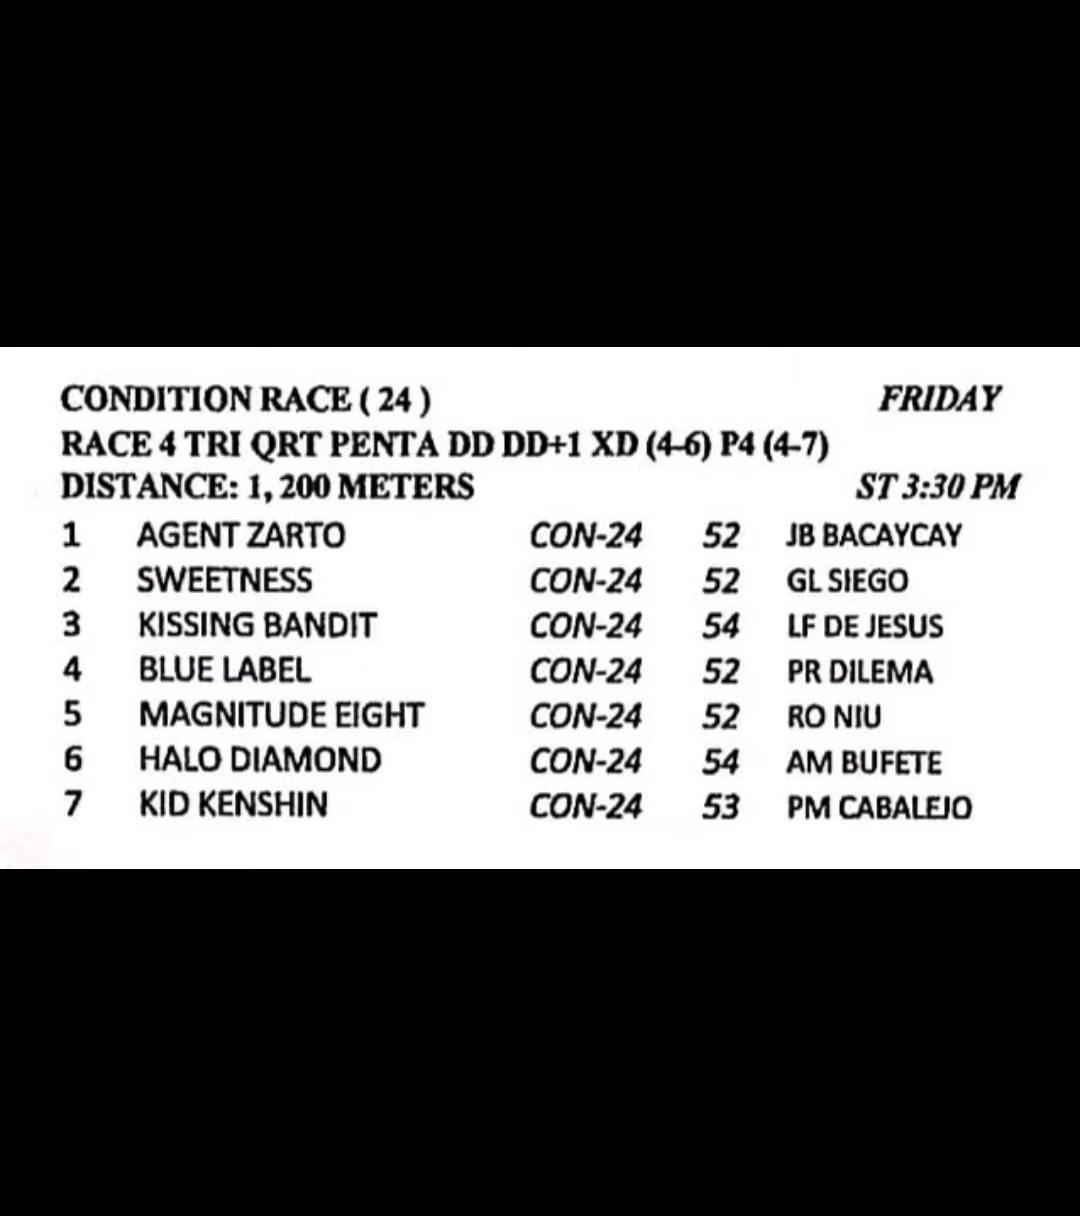 CONDITION RACE ( 24 ) FRIDAY
RACE 4 TRI QRT PENTA DD DD+1 XD (4-6) P4 (4-7)
DISTANCE: 1, 200 METERS ST 3:30 PM
1 AGENT ZARTO CON-24 52 JB BACAYCAY
2 SWEETNESS CON-24 52 GL SIEGO
3 KISSING BANDIT CON-24 54 LF DE JESUS
4 BLUE LABEL CON-24 52 PR DILEMA
5 MAGNITUDE EIGHT CON-24 52 RO NIU
6 HALO DIAMOND CON-24 54 AM BUFETE
7 KID KENSHIN CON-24 53 PM CABALEJO